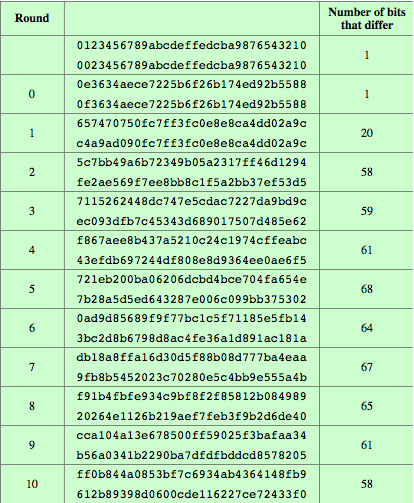 Round Number of bits that differ
0123456789abcdeffedcba9876543210
0023456789abcdeffedcba9876543210
1
0e3634aece7225b6f26b174ed92b5588
0f3634aece7225b6f26b174ed92b5588
0 1
657470750fc7ff3fc0e8e8ca4dd02a9c
c4a9ad090fc7ff3fc0e8e8ca4dd02a9c
1 20
5c7bb49a6b72349b05a2317ff46d1294
fe2ae569f7ee8bb8c1f5a2bb37ef53d5
2 58
7115262448dc747e5cdac7227da9bd9c
ec093dfb7c45343d689017507d485e62
3 59
f867aee8b437a5210c24c1974cffeabc
43efdb697244df808e8d9364ee0ae6f5
4 61
721eb200ba06206dcbd4bce704fa654e
7b28a5d5ed643287e006c099bb375302
5 68
0ad9d85689f9f77bc1c5f71185e5fb14
3bc2d8b6798d8ac4fe36a1d891ac181a
6 64
db18a8ffa16d30d5f88b08d777ba4eaa
9fb8b5452023c70280e5c4bb9e555a4b
7 67
f91b4fbfe934c9bf8f2f85812b084989
20264e1126b219aef7feb3f9b2d6de40
8 65
cca104a13e678500ff59025f3bafaa34
b56a0341b2290ba7dfdfbddcd8578205
9 61
ff0b844a0853bf7c6934ab4364148fb9
612b89398d0600cde116227ce72433f0
10 58